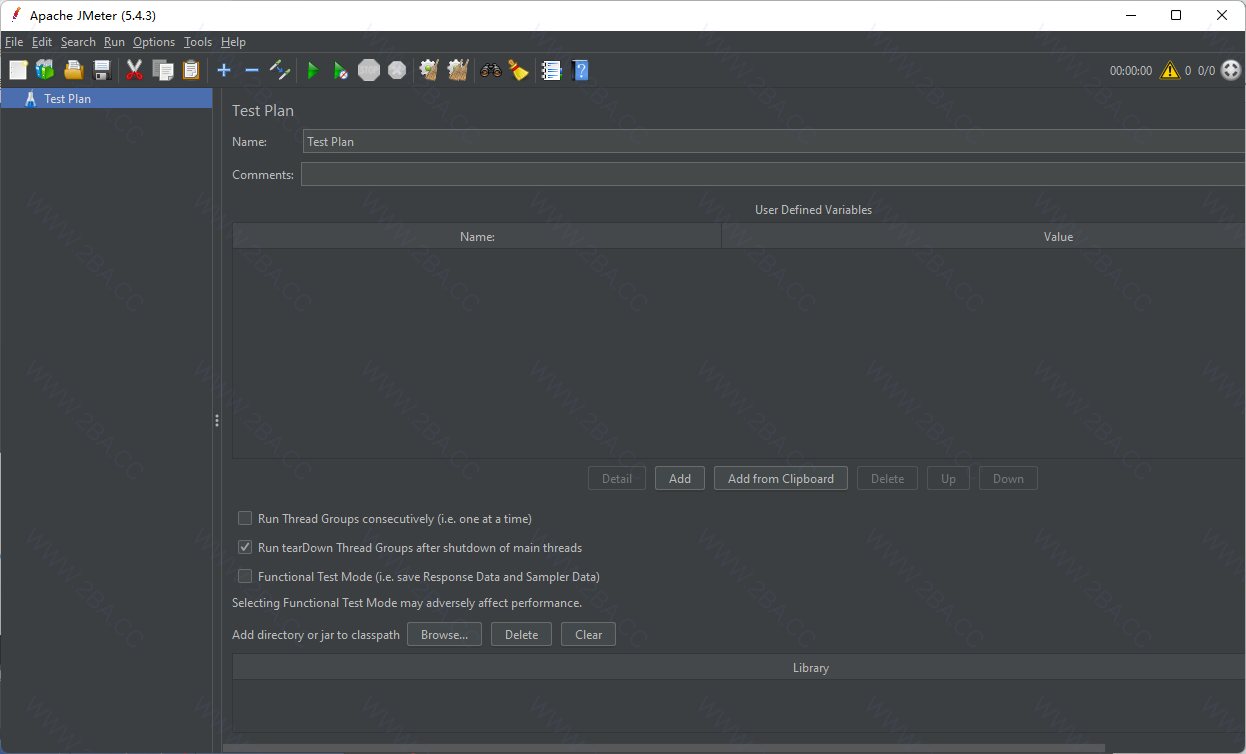 Apache JMeter (5.4.3)
File Edit Search Run Options Tools Help
00:00:00 0 0/0
Test Plan
Test Plan
Name: Test Plan
Comments:
User Defined Variables
Name: Value
Detail Add Add from Clipboard Delete Up Down
Run Thread Groups consecutively (i.e. one at a time)
Run tearDown Thread Groups after shutdown of main threads
Functional Test Mode (i.e. save Response Data and Sampler Data)
Selecting Functional Test Mode may adversely affect performance.
Add directory or jar to classpath Browse... Delete Clear
Library
WWW.2BA.CC